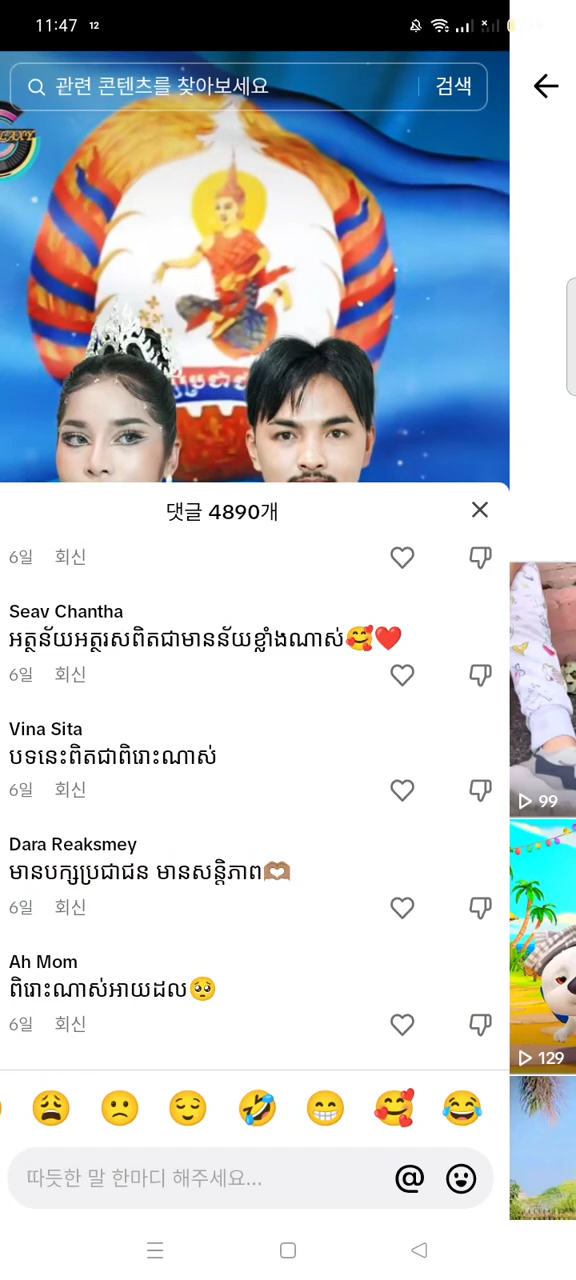 11:47 12
관련 콘텐츠를 찾아보세요 검색
댓글 4890개
6일 회신
Seav Chantha
អត្ថន័យអត្ថរសពិតជាមានន័យខ្លាំងណាស់🥰❤️
6일 회신
Vina Sita
បទនេះពិតជាពិរោះណាស់
6일 회신
Dara Reaksmey
មានបក្សប្រជាជន មានសន្តិភាព🫶🏽
6일 회신
Ah Mom
ពិរោះណាស់អាយដល🥺
6일 회신
99
129
따듯한 말 한마디 해주세요...